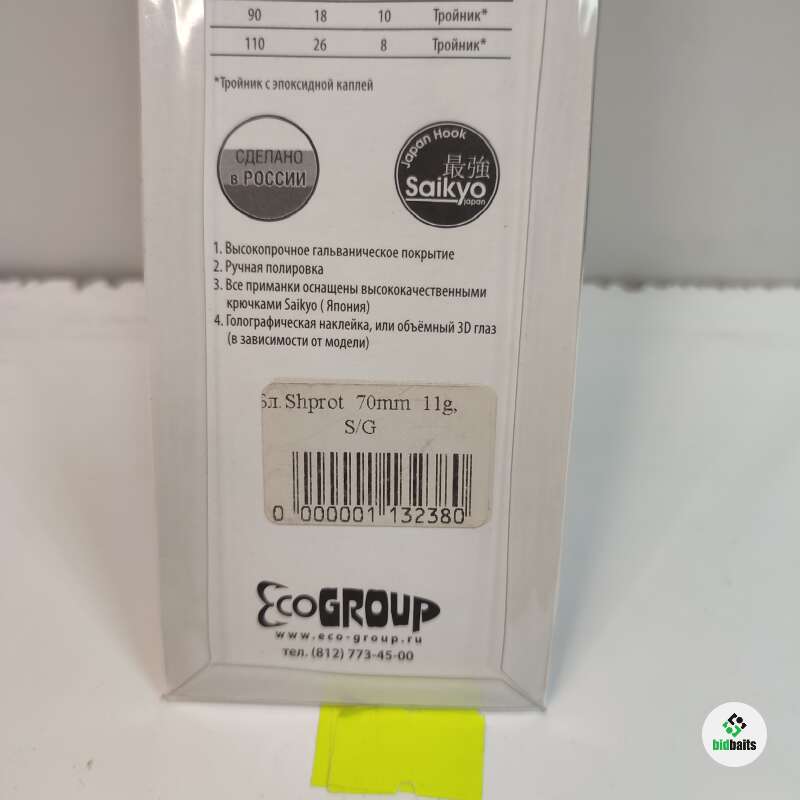 90 18 10 Тройник*
110 26 8 Тройник*
*Тройник с эпоксидной каплей
СДЕЛАНО
в РОССИИ
Japan Hook
最強
Saikyo
japan
1. Высокопрочное гальваническое покрытие
2. Ручная полировка
3. Все приманки оснащены высококачественными
крючками Saikyo ( Япония)
4. Голографическая наклейка, или объёмный 3D глаз
(в зависимости от модели)
Бл. Shprot 70mm 11g,
S/G
0 000001 132380
ECOGROUP
www.eco-group.ru
тел. (812) 773-45-00
bidbaits